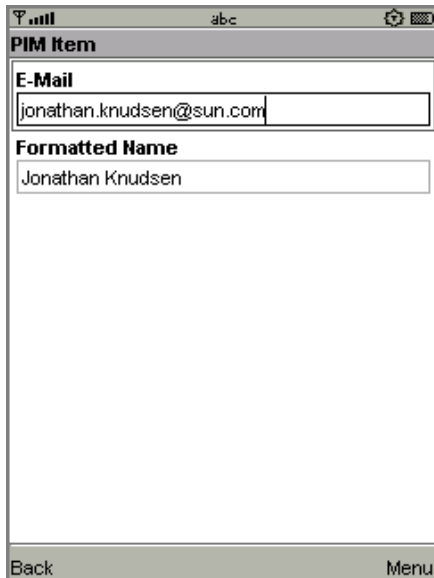 abc
PIM Item
E-Mail
jonathan.knudsen@sun.com
Formatted Name
Jonathan Knudsen
Back Menu